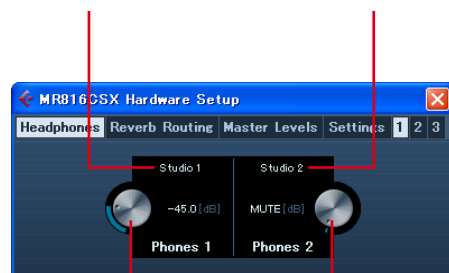 MR816CSX Hardware Setup
Headphones Reverb Routing Master Levels Settings 1 2 3
Studio 1 Studio 2
-45.0[dB] MUTE[dB]
Phones 1 Phones 2